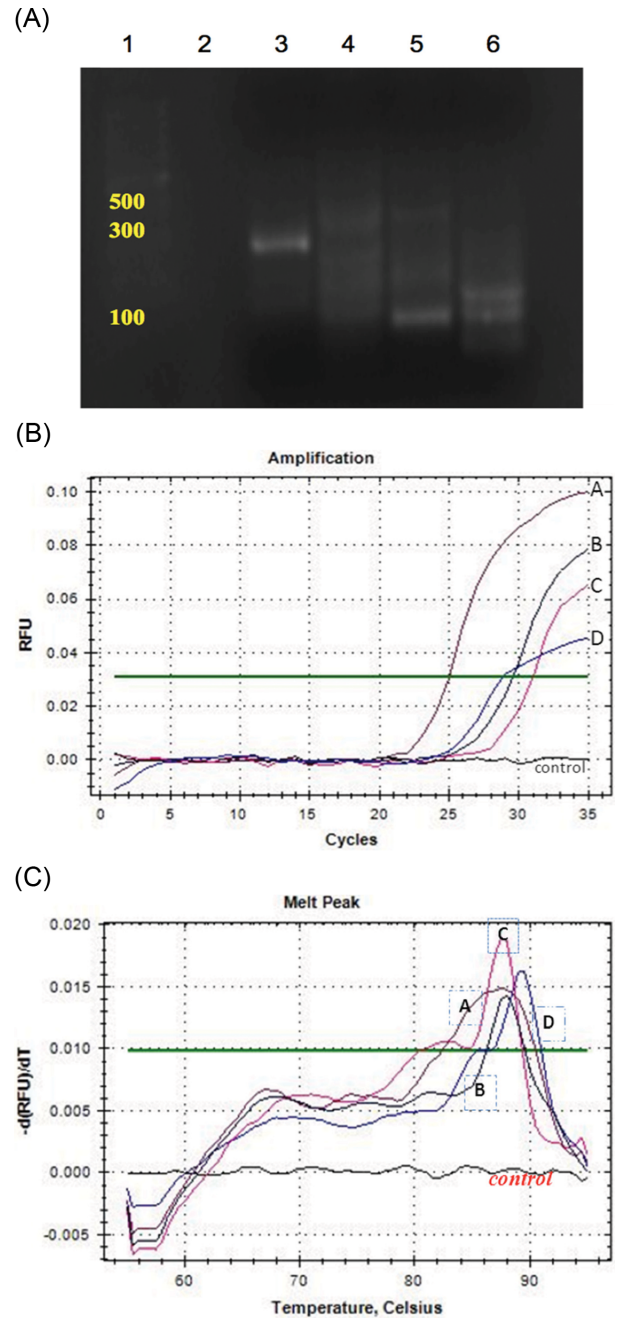 (A)
1 2 3 4 5 6
500
300
100
(B)
Amplification
0.10
0.08
0.06
0.04
0.02
0.00
RFU
A
B
C
D
control
0 5 10 15 20 25 30 35
Cycles
(C)
Melt Peak
0.020
0.015
0.010
0.005
0.000
-0.005
-d(RFU)/dT
C
A
D
B
control
60 70 80 90
Temperature, Celsius